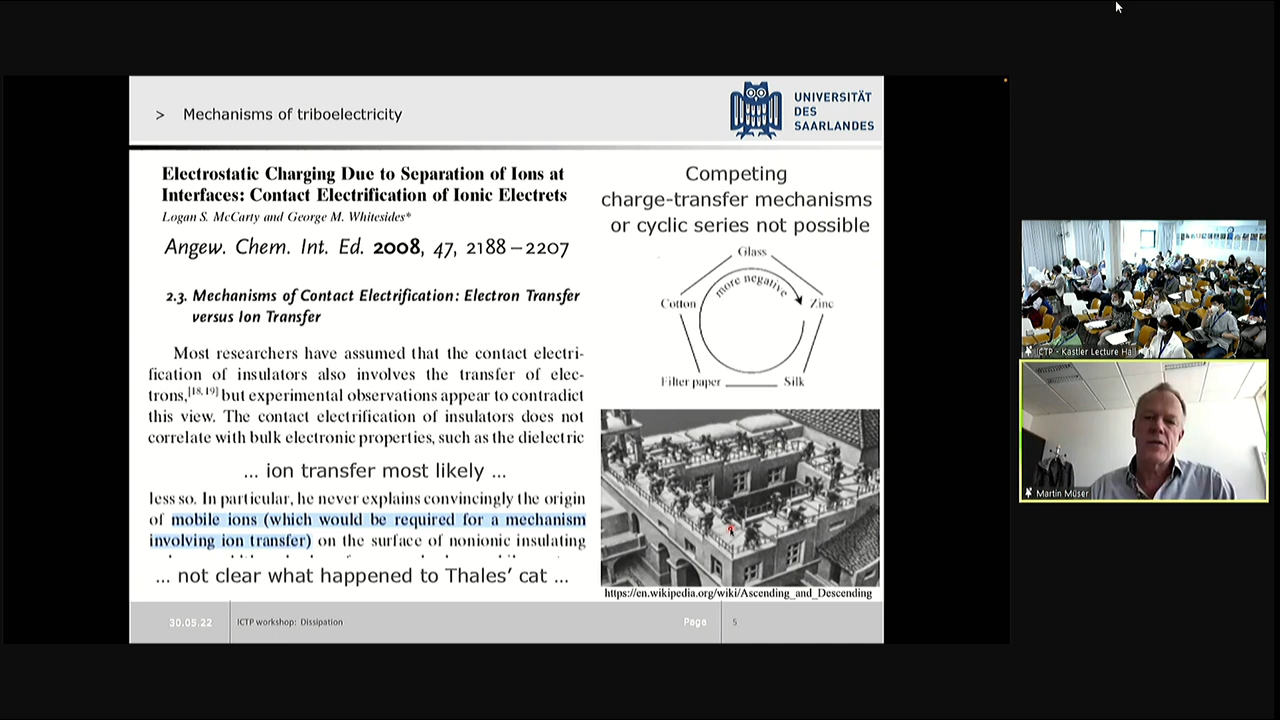 > Mechanisms of triboelectricity
UNIVERSITÄT
DES
SAARLANDES
Electrostatic Charging Due to Separation of Ions at
Interfaces: Contact Electrification of Ionic Electrets
Logan S. McCarty and George M. Whitesides*
Angew. Chem. Int. Ed. 2008, 47, 2188–2207
2.3. Mechanisms of Contact Electrification: Electron Transfer
versus Ion Transfer
Most researchers have assumed that the contact electri-
fication of insulators also involves the transfer of elec-
trons,[18, 19] but experimental observations appear to contradict
this view. The contact electrification of insulators does not
correlate with bulk electronic properties, such as the dielectric
... ion transfer most likely ...
less so. In particular, he never explains convincingly the origin
of mobile ions (which would be required for a mechanism
involving ion transfer) on the surface of nonionic insulating
... not clear what happened to Thales’ cat ...
Competing
charge-transfer mechanisms
or cyclic series not possible
Glass
more negative
Cotton
Zinc
Filter paper
Silk
https://en.wikipedia.org/wiki/Ascending_and_Descending
30.05.22
ICTP workshop: Dissipation
Page
5
ICTP - Kastler Lecture Hall
Martin Müser